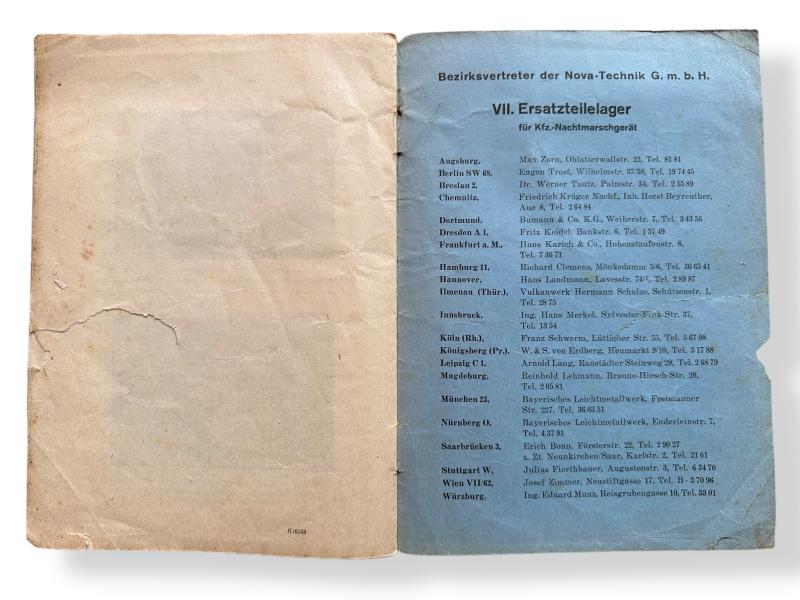 N/0160
Bezirksvertreter der Nova-Technik G. m. b. H.
VII. Ersatzteilelager
für Kfz.-Nachtmarschgerät
Augsburg, Max Zorn, Oblatterwallstr. 22, Tel. 81 81
Berlin SW 68, Eugen Trost, Wilhelmstr. 37/38, Tel. 19 74 45
Breslau 2, Dr. Werner Tautz, Palmstr. 34, Tel. 2 55 89
Chemnitz, Friedrich Krüger Nachf., Inh. Horst Beyreuther,
Aue 8, Tel. 2 64 84
Dortmund, Bumann & Co. K.G., Weiherstr. 7, Tel. 3 43 56
Dresden A 1, Fritz Keidel, Bankstr. 6, Tel. 1 57 49
Frankfurt a. M., Hans Karich & Co., Hohenstaufenstr. 8,
Tel. 7 36 71
Hamburg 11, Richard Clemens, Mönkedamm 5/6, Tel. 36 65 41
Hannover, Hans Landmann, Lavesstr. Tel. 2 89 87
Ilmenau (Thür.), Vulkanwerk Hermann Schulze, Schützenstr. 1,
Tel. 28 75
Innsbruck, Ing. Hans Merkel, Sylvester-Fink-Str. 37,
Tel. 13 54
Köln (Rh.), Franz Schwerm, Lütticher Str. 55, Tel. 5 67 08
Königsberg (Pr.), W. & S. von Erdberg, Heumarkt 9/10, Tel. 3 17 88
Leipzig C 1, Arnold Lang, Ranstädter Steinweg 29, Tel. 2 68 79
Magdeburg, Reinhold Lehmann, Braune-Hirsch-Str. 20,
Tel. 2 05 81
München 23, Bayerisches Leichtmetallwerk, Freimanner
Str. 227, Tel. 36 03 51
Nürnberg O, Bayerisches Leichtmetallwerk, Enderleinstr. 7,
Tel. 4 37 91
Saarbrücken 3, Erich Bonn, Försterstr. 22, Tel. 2 90 27
z. Zt. Neunkirchen/Saar, Karlstr. 2, Tel. 21 61
Stuttgart W, Julius Fierthbauer, Augustenstr. 3, Tel. 6 34 70
Wien VII/62, Josef Zimmer, Neustiftgasse 17, Tel. B - 3 70 96
Würzburg, Ing. Eduard Munz, Reisgrubengasse 10, Tel. 33 01